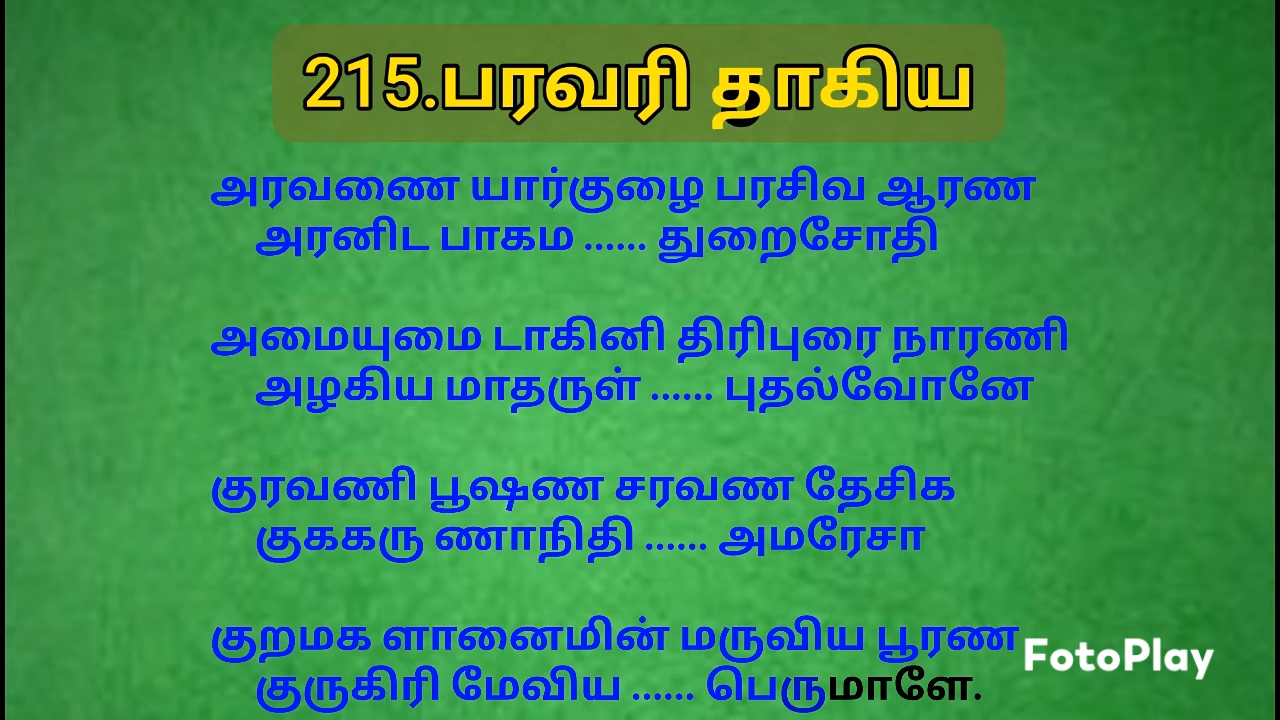 215.பரவரி தாகிய
அரவணை யார்குழை பரசிவ ஆரண
அரனிட பாகம ...... துறைசோதி
அமையுமை டாகினி திரிபுரை நாரணி
அழகிய மாதருள் ...... புதல்வோனே
குரவணி பூஷண சரவண தேசிக
குககரு ணாநிதி ...... அமரேசா
குறமக ளானைமின் மருவிய பூரண
குருகிரி மேவிய ...... பெருமாளே.
FotoPlay